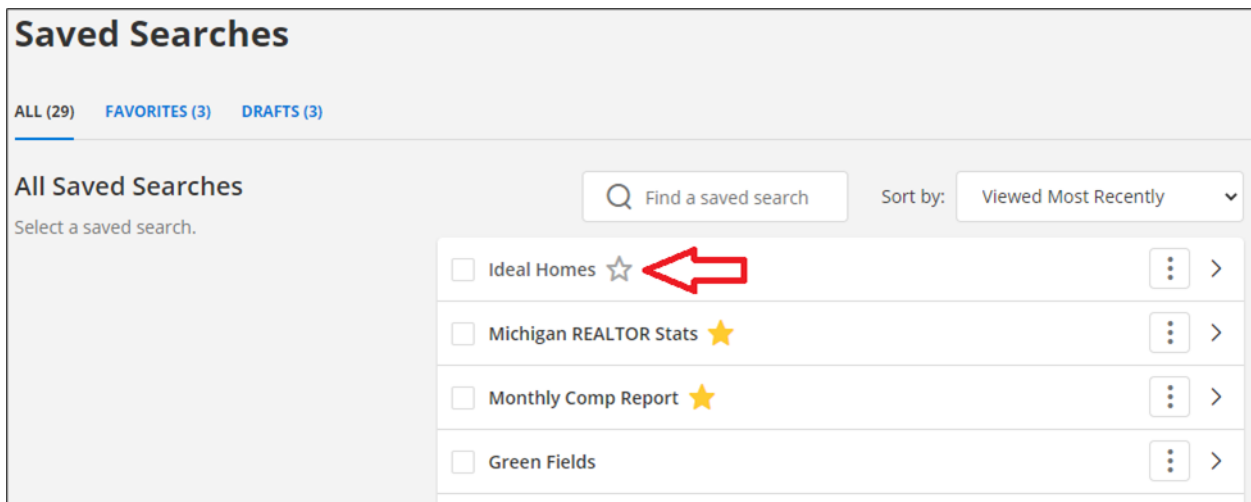 Saved Searches
ALL (29) FAVORITES (3) DRAFTS (3)
All Saved Searches
Select a saved search.
Find a saved search
Sort by: Viewed Most Recently
Ideal Homes
Michigan REALTOR Stats
Monthly Comp Report
Green Fields